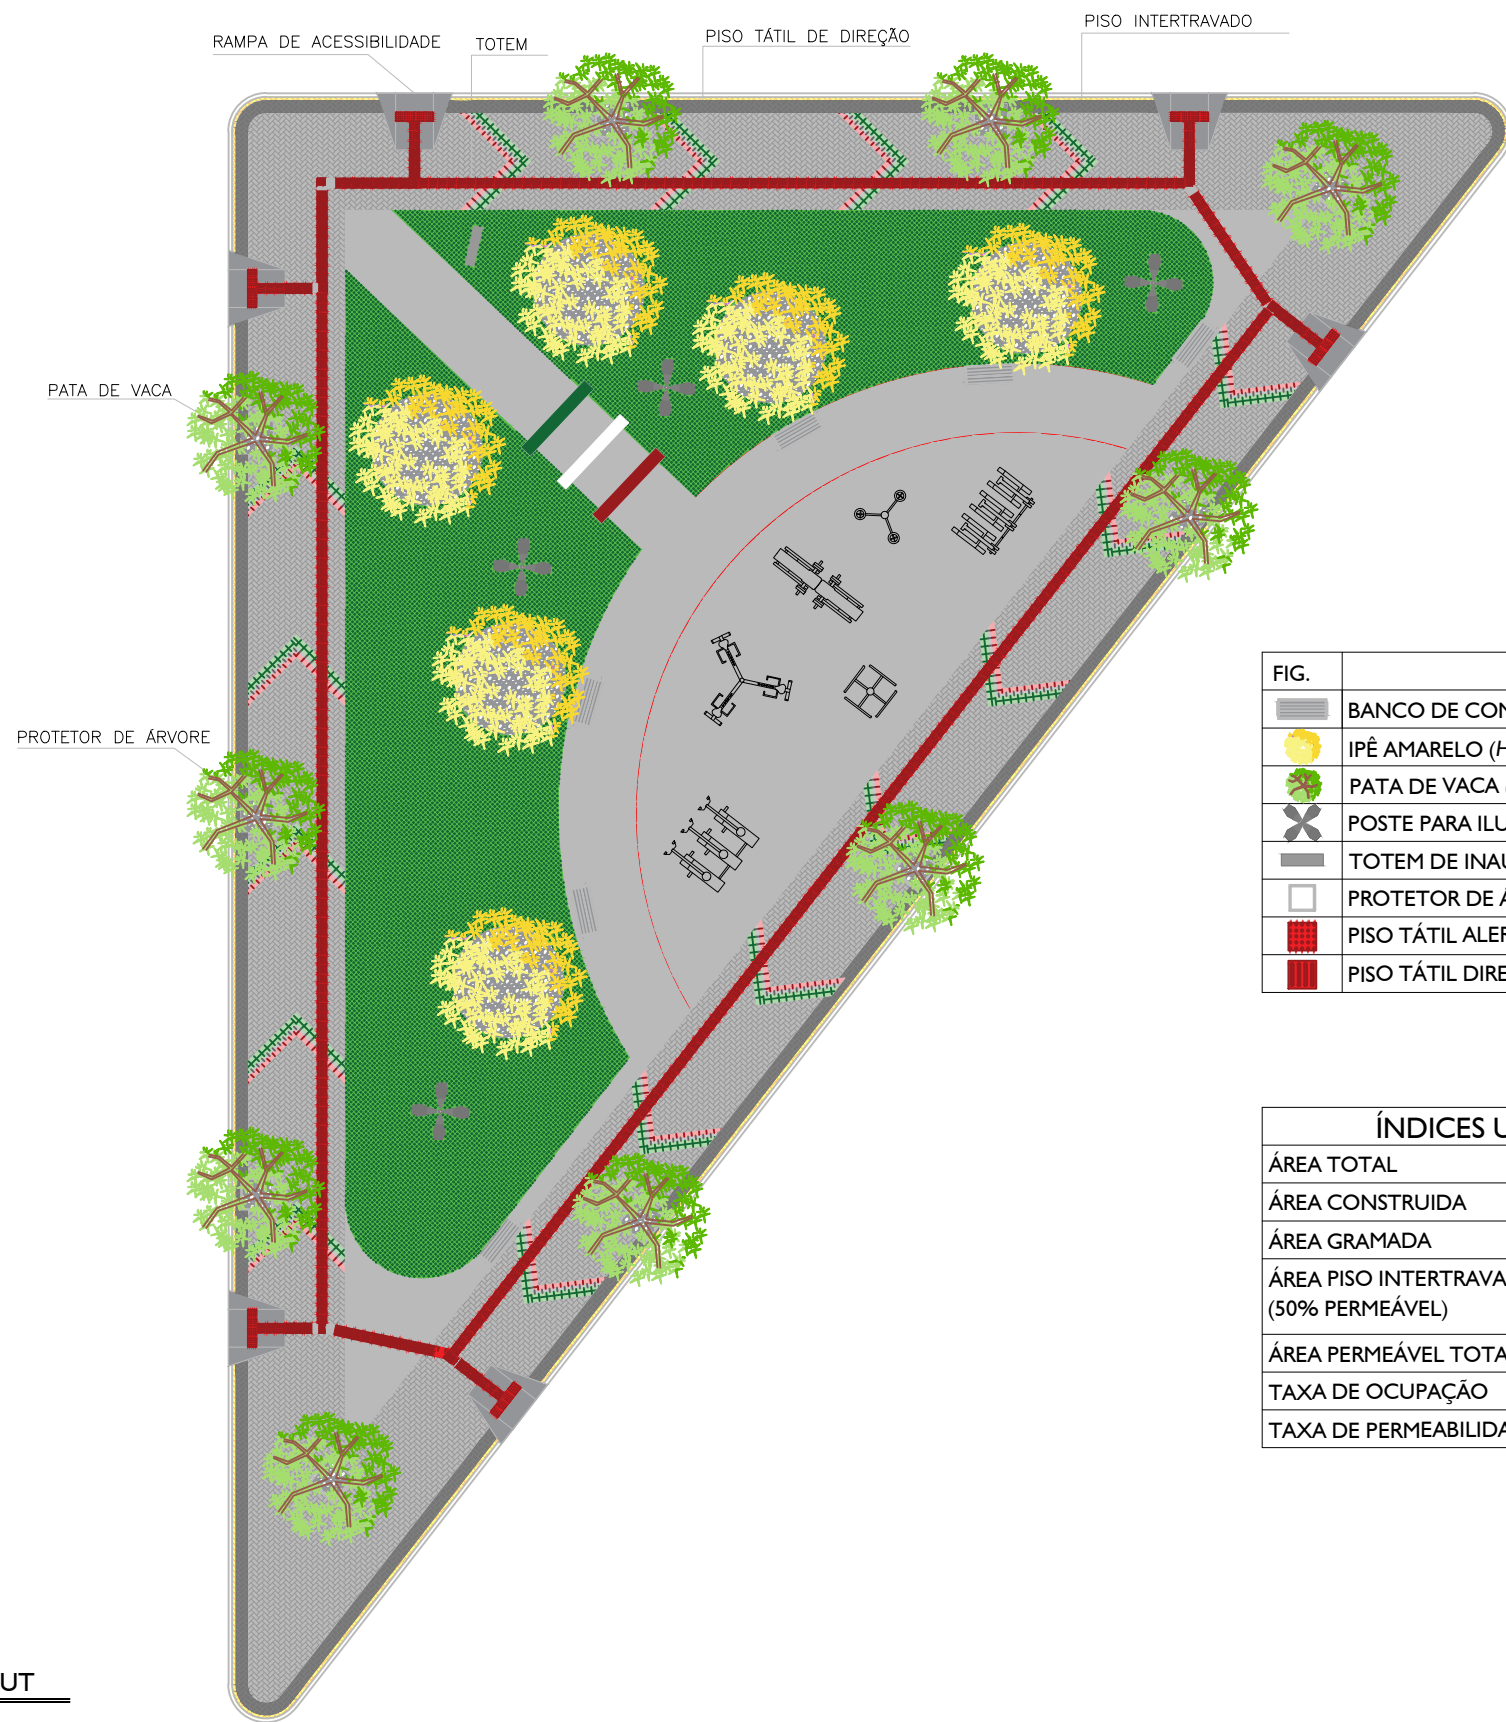 PISO INTERTRAVADO
PISO TÁTIL DE DIREÇÃO
RAMPA DE ACESSIBILIDADE
TOTEM
PATA DE VACA
PROTETOR DE ÁRVORE
FIG.
BANCO DE CON
IPÊ AMARELO (H
PATA DE VACA
POSTE PARA ILU
TOTEM DE INAU
PROTETOR DE Á
PISO TÁTIL ALER
PISO TÁTIL DIRE
ÍNDICES U
ÁREA TOTAL
ÁREA CONSTRUIDA
ÁREA GRAMADA
ÁREA PISO INTERTRAVA
(50% PERMEÁVEL)
ÁREA PERMEÁVEL TOTA
TAXA DE OCUPAÇÃO
TAXA DE PERMEABILIDA
UT